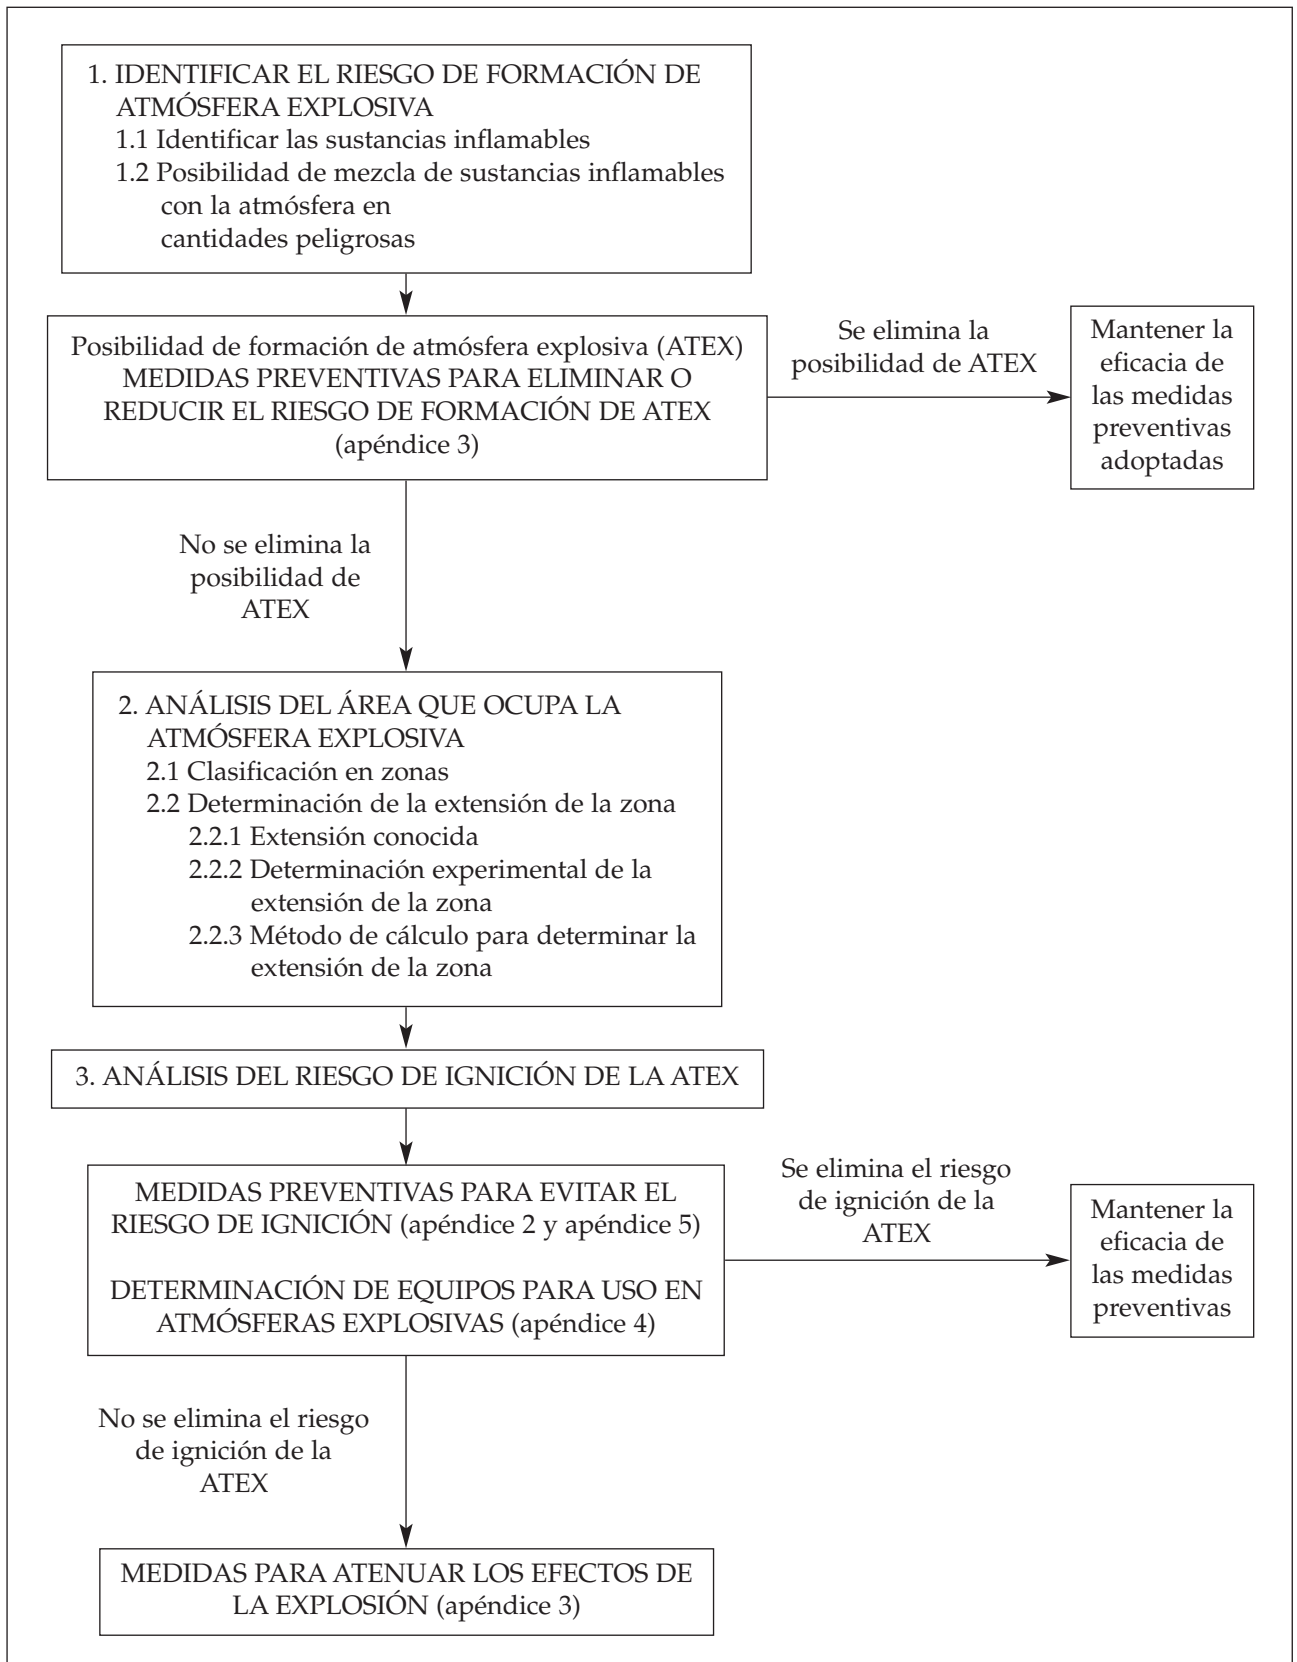 1. IDENTIFICAR EL RIESGO DE FORMACIÓN DE
ATMÓSFERA EXPLOSIVA
1.1 Identificar las sustancias inflamables
1.2 Posibilidad de mezcla de sustancias inflamables
con la atmósfera en
cantidades peligrosas
Posibilidad de formación de atmósfera explosiva (ATEX)
MEDIDAS PREVENTIVAS PARA ELIMINAR O
REDUCIR EL RIESGO DE FORMACIÓN DE ATEX
(apéndice 3)
Se elimina la
posibilidad de ATEX
Mantener la
eficacia de
las medidas
preventivas
adoptadas
No se elimina la
posibilidad de
ATEX
2. ANÁLISIS DEL ÁREA QUE OCUPA LA
ATMÓSFERA EXPLOSIVA
2.1 Clasificación en zonas
2.2 Determinación de la extensión de la zona
2.2.1 Extensión conocida
2.2.2 Determinación experimental de la
extensión de la zona
2.2.3 Método de cálculo para determinar la
extensión de la zona
3. ANÁLISIS DEL RIESGO DE IGNICIÓN DE LA ATEX
MEDIDAS PREVENTIVAS PARA EVITAR EL
RIESGO DE IGNICIÓN (apéndice 2 y apéndice 5)
DETERMINACIÓN DE EQUIPOS PARA USO EN
ATMÓSFERAS EXPLOSIVAS (apéndice 4)
Se elimina el riesgo
de ignición de la
ATEX
Mantener la
eficacia de
las medidas
preventivas
No se elimina el riesgo
de ignición de la
ATEX
MEDIDAS PARA ATENUAR LOS EFECTOS DE
LA EXPLOSIÓN (apéndice 3)